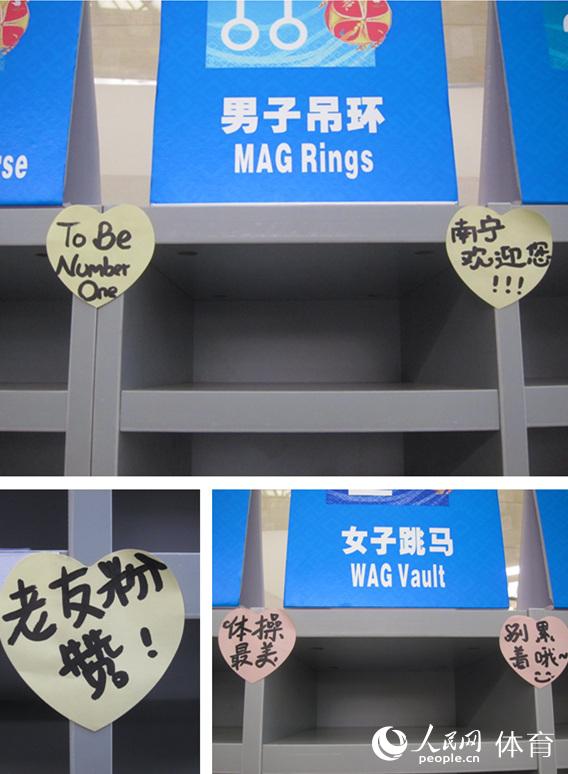 rse
男子吊环
MAG Rings
To Be
Number
One
南宁
欢迎您
!!!
老友粉
赞!
女子跳马
WAG Vault
体操
最美
别累
着哦~
人民网 体育
people.cn